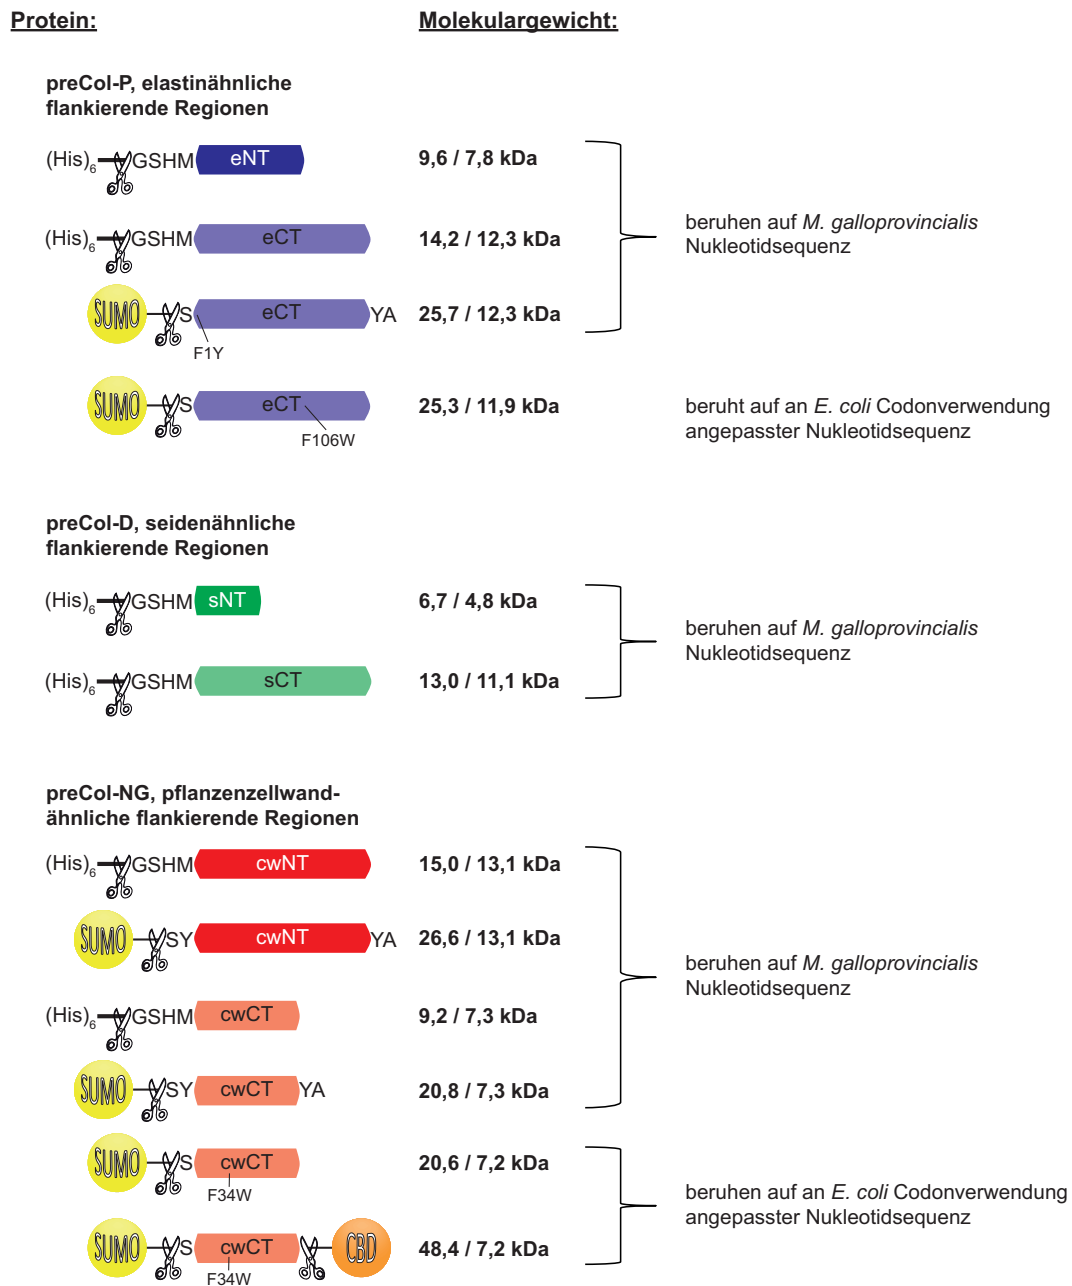 Protein: Molekulargewicht:
preCol-P, elastinähnliche
flankierende Regionen
(His)6 GSHM eNT 9,6 / 7,8 kDa
(His)6 GSHM eCT 14,2 / 12,3 kDa
beruhen auf M. galloprovincialis
Nukleotidsequenz
SUMO S eCT YA 25,7 / 12,3 kDa
F1Y
SUMO S eCT 25,3 / 11,9 kDa
F106W
beruht auf an E. coli Codonverwendung
angepasster Nukleotidsequenz
preCol-D, seidenähnliche
flankierende Regionen
(His)6 GSHM sNT 6,7 / 4,8 kDa
beruhen auf M. galloprovincialis
Nukleotidsequenz
(His)6 GSHM sCT 13,0 / 11,1 kDa
preCol-NG, pflanzenzellwand-
ähnliche flankierende Regionen
(His)6 GSHM cwNT 15,0 / 13,1 kDa
SUMO SY cwNT YA 26,6 / 13,1 kDa
beruhen auf M. galloprovincialis
Nukleotidsequenz
(His)6 GSHM cwCT 9,2 / 7,3 kDa
SUMO SY cwCT YA 20,8 / 7,3 kDa
SUMO S cwCT 20,6 / 7,2 kDa
F34W
beruhen auf an E. coli Codonverwendung
angepasster Nukleotidsequenz
SUMO S cwCT CBD 48,4 / 7,2 kDa
F34W